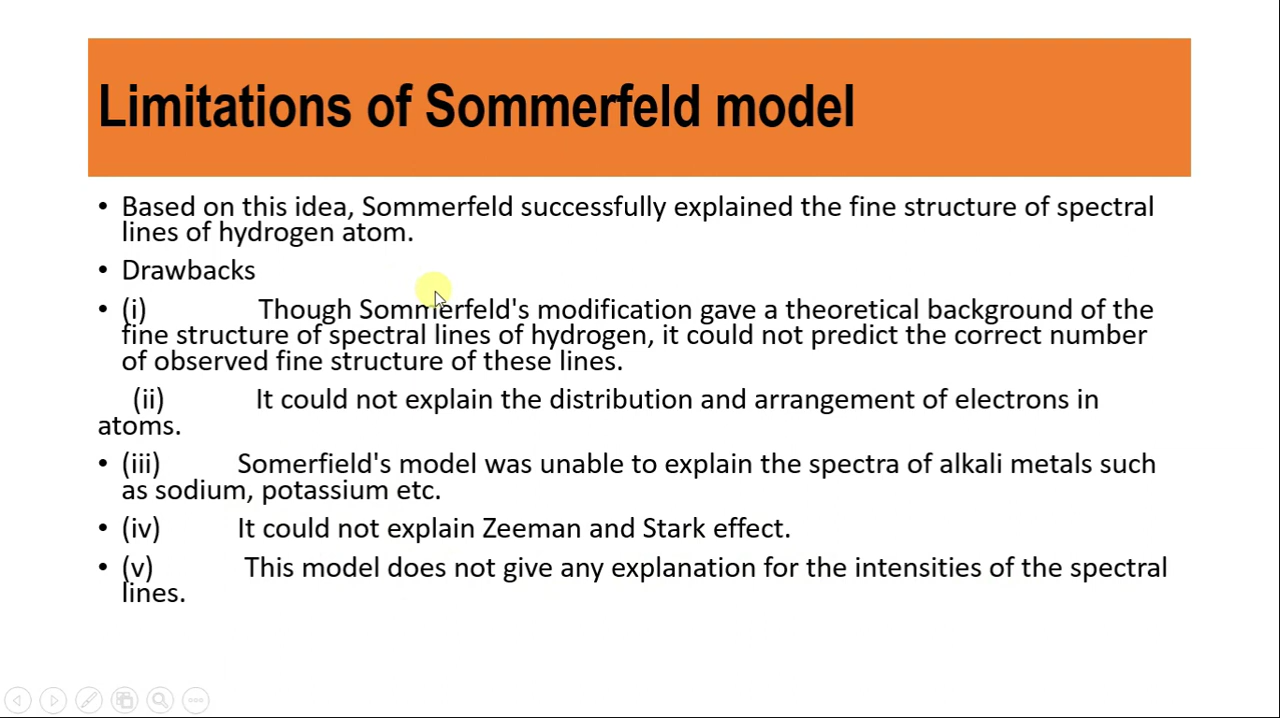 Limitations of Sommerfeld model
• Based on this idea, Sommerfeld successfully explained the fine structure of spectral
lines of hydrogen atom.
• Drawbacks
• (i) Though Sommerfeld's modification gave a theoretical background of the
fine structure of spectral lines of hydrogen, it could not predict the correct number
of observed fine structure of these lines.
(ii) It could not explain the distribution and arrangement of electrons in
atoms.
• (iii) Somerfield's model was unable to explain the spectra of alkali metals such
as sodium, potassium etc.
• (iv) It could not explain Zeeman and Stark effect.
• (v) This model does not give any explanation for the intensities of the spectral
lines.